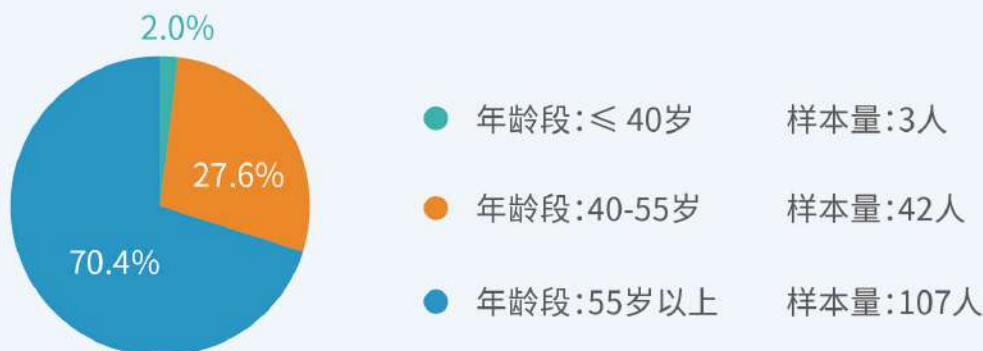 2.0%
27.6%
70.4%
年龄段:≤ 40岁 样本量:3人
年龄段:40-55岁 样本量:42人
年龄段:55岁以上 样本量:107人